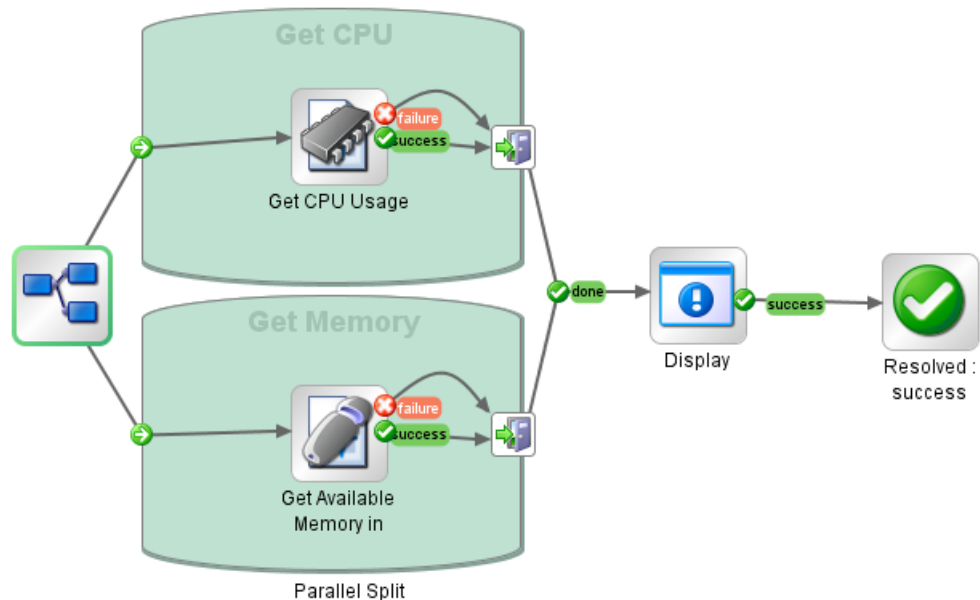 Get CPU
failure
success
Get CPU Usage
Get Memory
failure
success
Get Available
Memory in
Parallel Split
done
Display
success
Resolved :
success